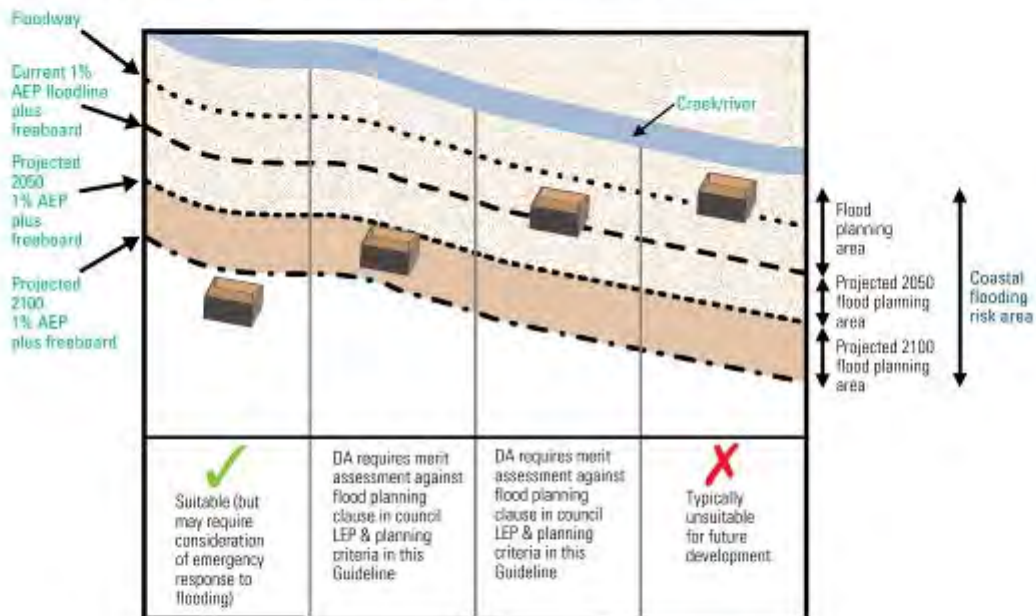 Floodway
Current 1%
AEP floodline
plus
freeboard
Projected
2050
1% AEP
plus
freeboard
Projected
2100
1% AEP
plus freeboard
Creek/river
Flood
planning
area
Projected 2050
flood planning
area
Projected 2100
flood planning
area
Coastal
flooding
risk area
Suitable (but
may require
consideration
of emergency
response to
flooding)
DA requires merit
assessment against
flood planning
clause in council
LEP & planning
criteria in this
Guideline
DA requires merit
assessment against
flood planning
clause in council
LEP & planning
criteria in this
Guideline
Typically
unsuitable
for future
development